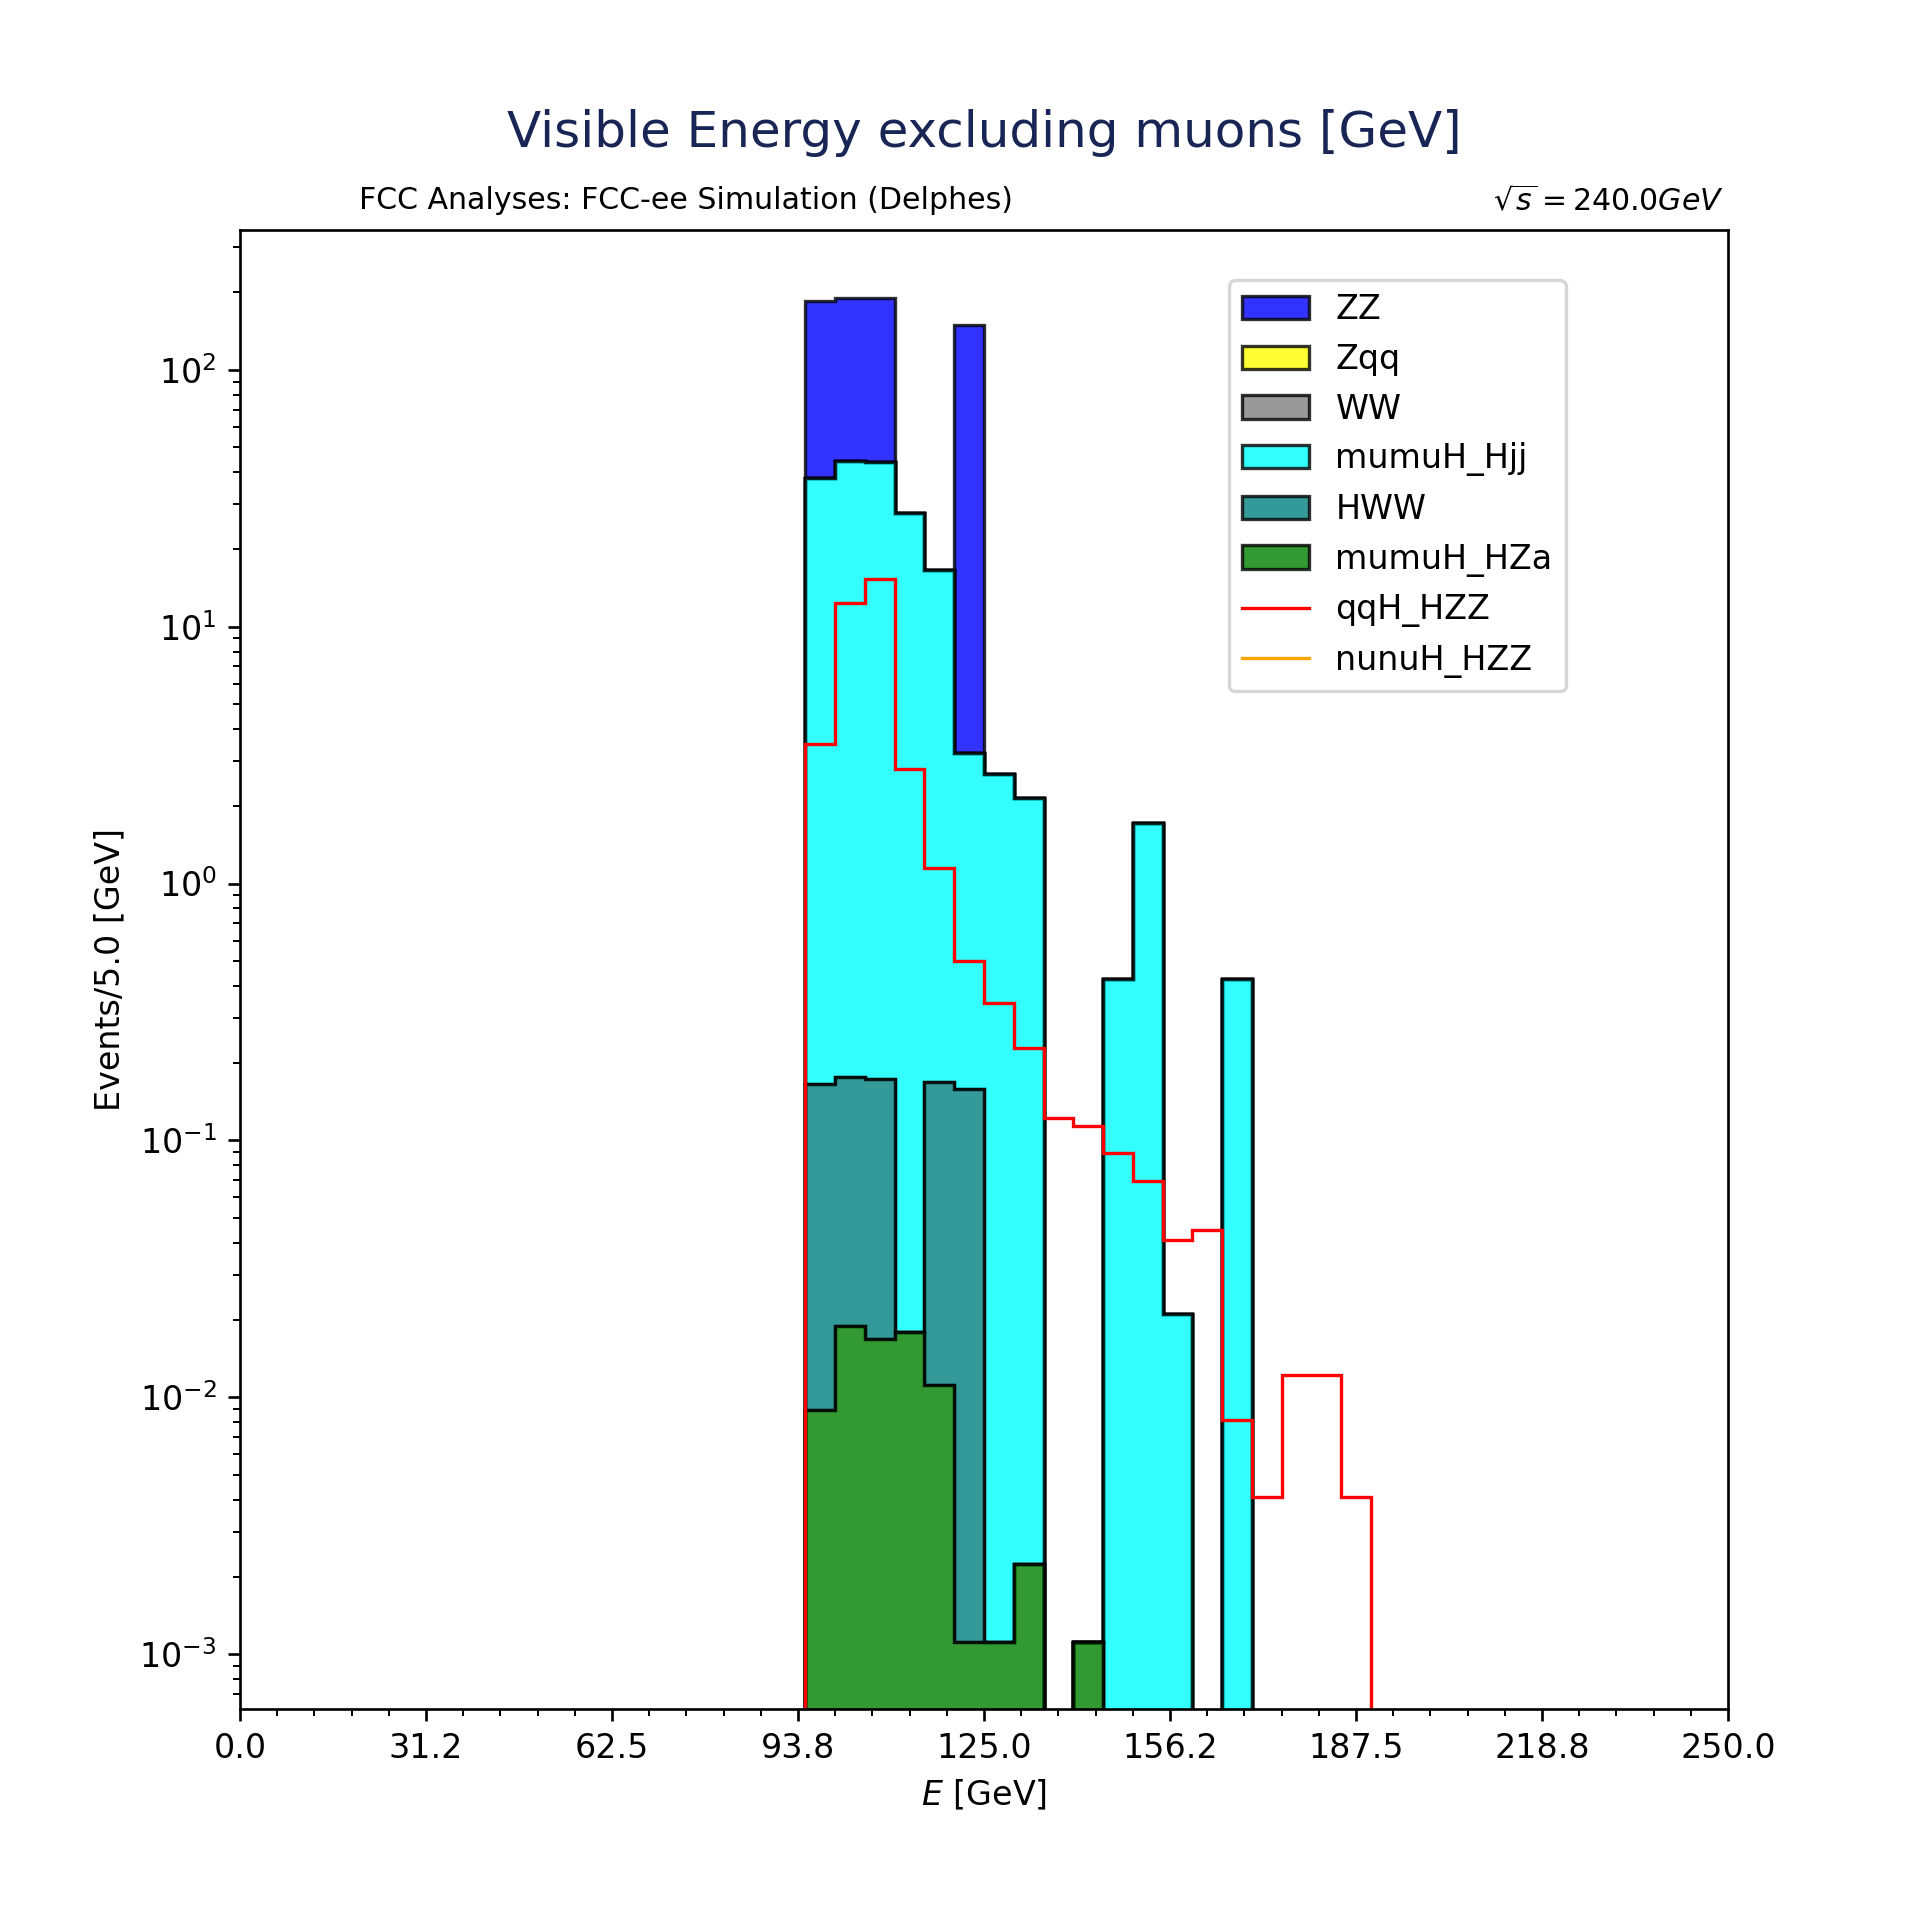 Visible Energy excluding muons [GeV]
FCC Analyses: FCC-ee Simulation (Delphes)
√s = 240.0GeV
ZZ
Zqq
WW
mumuH_Hjj
HWW
mumuH_HZa
qqH_HZZ
nunuH_HZZ
10²
10¹
10⁰
10⁻¹
10⁻²
10⁻³
Events/5.0 [GeV]
0.0 31.2 62.5 93.8 125.0 156.2 187.5 218.8 250.0
E [GeV]